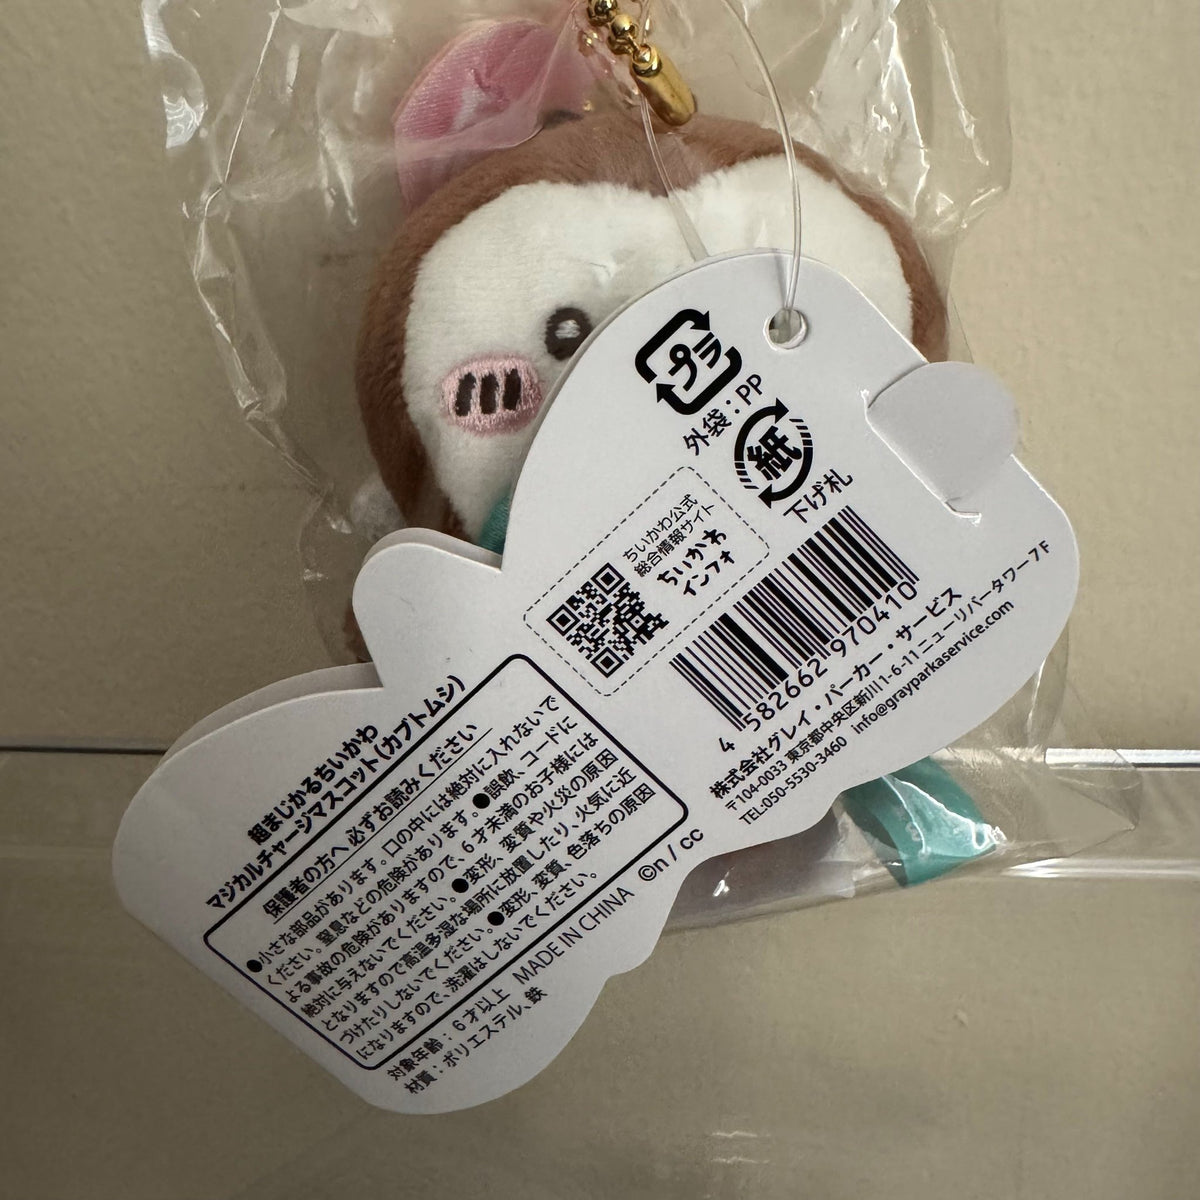 プラ
外袋：PP
紙
下げ札
ちいかわ公式
総合情報サイト
ちいかわ
インフォ
4 582662 970410
株式会社グレイ・パーカー・サービス
〒104-0033 東京都中央区新川1-6-11 ニューリバータワー7F
TEL:050-5530-3460 info@grayparkaservice.com
超まじかるちいかわ
マジカルチャージマスコット(カブトムシ)
保護者の方へ 必ずお読みください
●小さな部品があります。口の中には絶対に入れないで
ください。窒息などの危険があります。●誤飲、コードに
よる事故の危険がありますので、6才未満のお子様には
絶対に与えないでください。●変形、変質や火災の原因
となりますので高温多湿な場所に放置したり、火気に近
づけたりしないでください。●変形、変質、色落ちの原因
になりますので、洗濯はしないでください。
対象年齢：6才以上 MADE IN CHINA ©n / cc
材質：ポリエステル、鉄